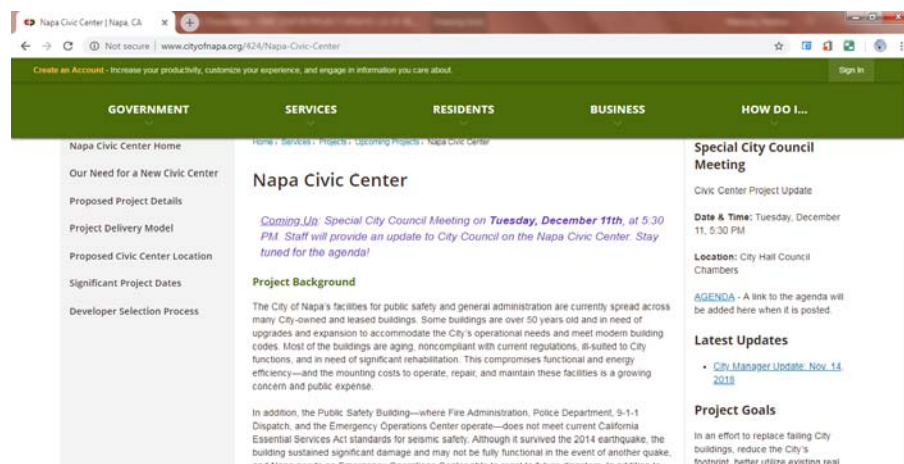 Napa Civic Center | Napa, CA
Not secure | www.cityofnapa.org/424/Napa-Civic-Center
Create an Account - Increase your productivity, customize your experience, and engage in information you care about.
Sign In
GOVERNMENT
SERVICES
RESIDENTS
BUSINESS
HOW DO I...
Napa Civic Center Home
Our Need for a New Civic Center
Proposed Project Details
Project Delivery Model
Proposed Civic Center Location
Significant Project Dates
Developer Selection Process
Home › Services › Projects › Upcoming Projects › Napa Civic Center
Napa Civic Center
Coming Up: Special City Council Meeting on Tuesday, December 11th, at 5:30
PM. Staff will provide an update to City Council on the Napa Civic Center. Stay
tuned for the agenda!
Project Background
The City of Napa's facilities for public safety and general administration are currently spread across
many City-owned and leased buildings. Some buildings are over 50 years old and in need of
upgrades and expansion to accommodate the City's operational needs and meet modern building
codes. Most of the buildings are aging, noncompliant with current regulations, ill-suited to City
functions, and in need of significant rehabilitation. This compromises functional and energy
efficiency—and the mounting costs to operate, repair, and maintain these facilities is a growing
concern and public expense.
In addition, the Public Safety Building—where Fire Administration, Police Department, 9-1-1
Dispatch, and the Emergency Operations Center operate—does not meet current California
Essential Services Act standards for seismic safety. Although it survived the 2014 earthquake, the
building sustained significant damage and may not be fully functional in the event of another quake,
Special City Council
Meeting
Civic Center Project Update
Date & Time: Tuesday, December
11, 5:30 PM
Location: City Hall Council
Chambers
AGENDA - A link to the agenda will
be added here when it is posted.
Latest Updates
City Manager Update: Nov. 14,
2018
Project Goals
In an effort to replace failing City
buildings, reduce the City's
footprint, better utilize existing real